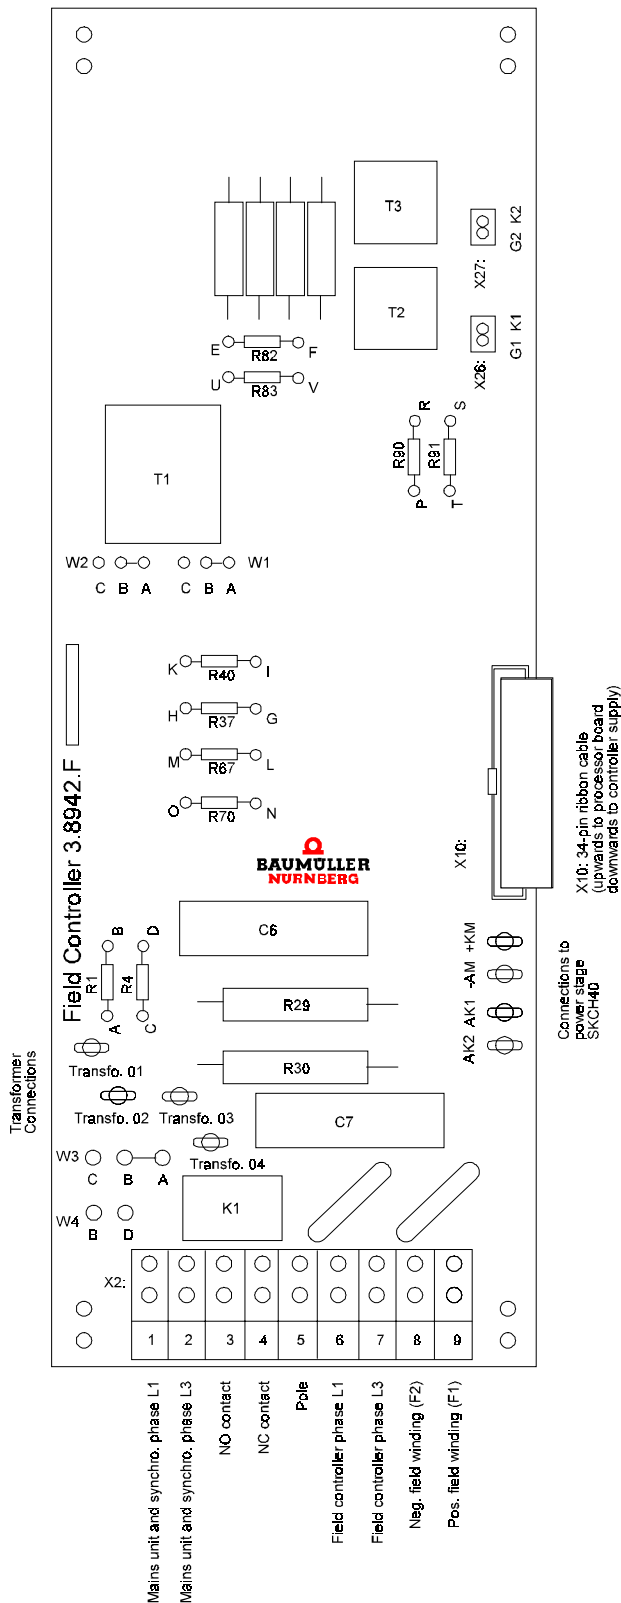 T3
G2 K2
X27:
T2
G1 K1
X26:
E
R82
F
U
R83
V
R
S
R90
R91
P
T
T1
W2
W1
C B A
C B A
K
R40
I
H
R37
G
M
R67
L
O
R70
N
Field Controller 3.8942.F
BAUMÜLLER
NÜRNBERG
X10:
X10: 34-pin ribbon cable
(upwards to processor board
downwards to controller supply)
C6
B
D
R1
R4
A
C
R29
R30
AK2 AK1 -AM +KM
Connections to
power stage
SKCH40
Transformer
Connections
Transfo. 01
Transfo. 02
Transfo. 03
Transfo. 04
C7
W3
C B A
K1
W4
B D
X2:
1 2 3 4 5 6 7 8 9
Mains unit and synchro. phase L1
Mains unit and synchro. phase L3
NO contact
NC contact
Pole
Field controller phase L1
Field controller phase L3
Neg. field winding (F2)
Pos. field winding (F1)